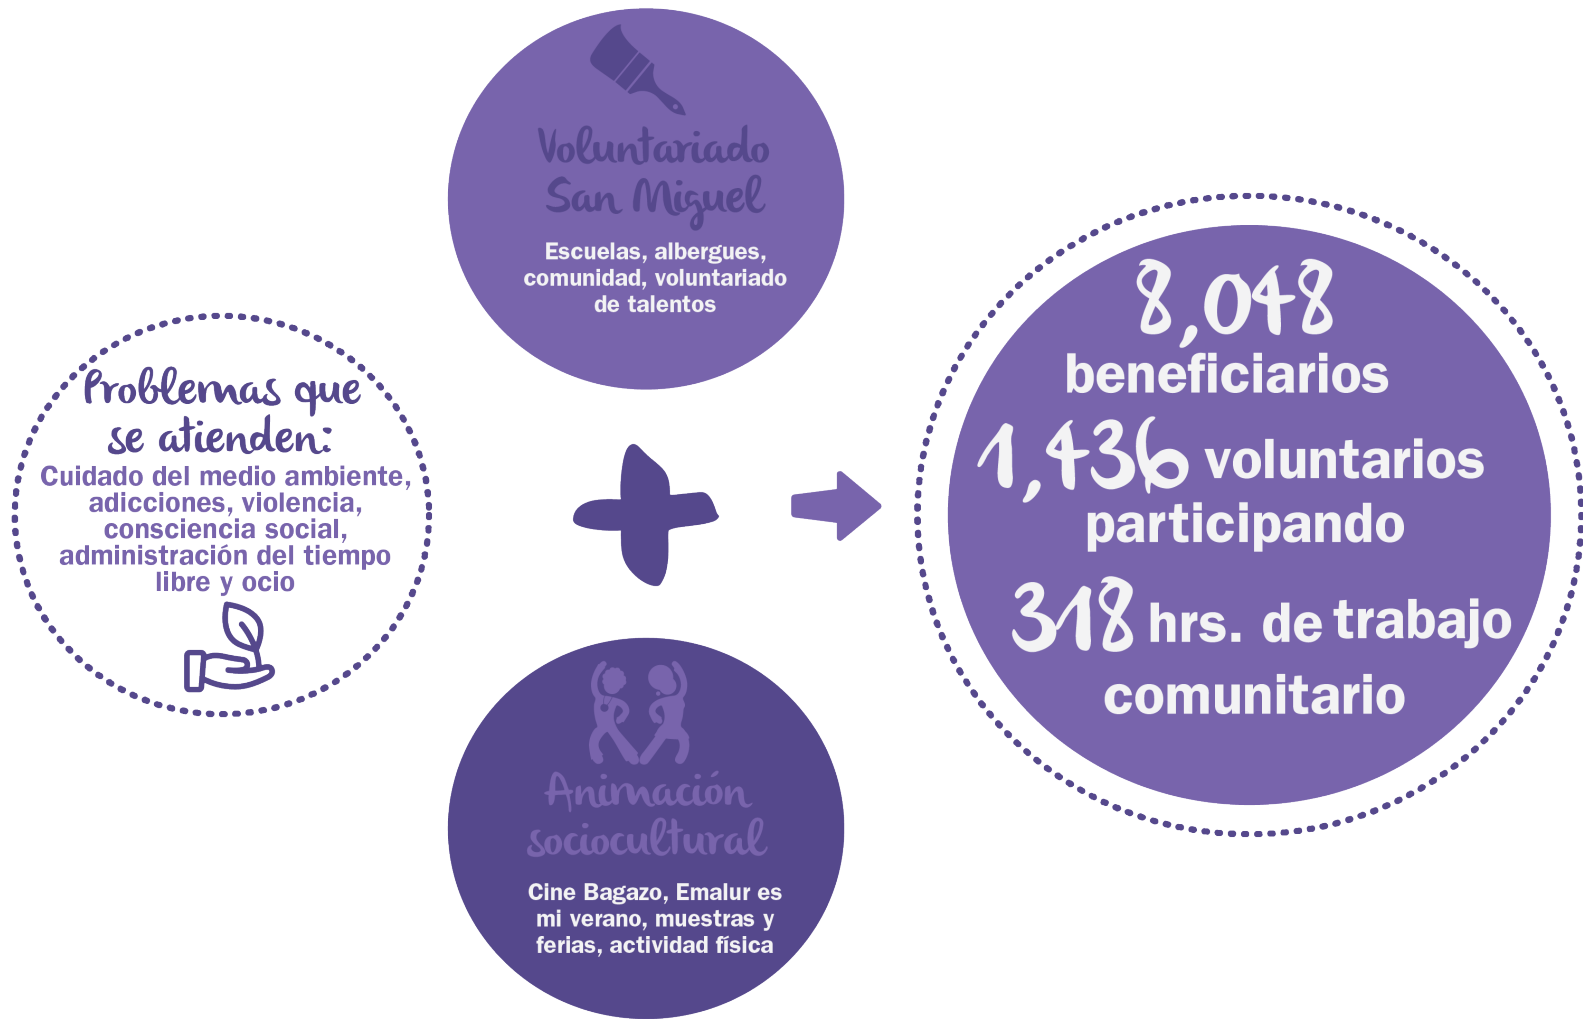 Problemas que
se atienden:
Cuidado del medio ambiente,
adicciones, violencia,
consciencia social,
administración del tiempo
libre y ocio
Voluntariado
San Miguel
Escuelas, albergues,
comunidad, voluntariado
de talentos
Animación
sociocultural
Cine Bagazo, Emalur es
mi verano, muestras y
ferias, actividad física
8,048
beneficiarios
1,436 voluntarios
participando
318 hrs. de trabajo
comunitario